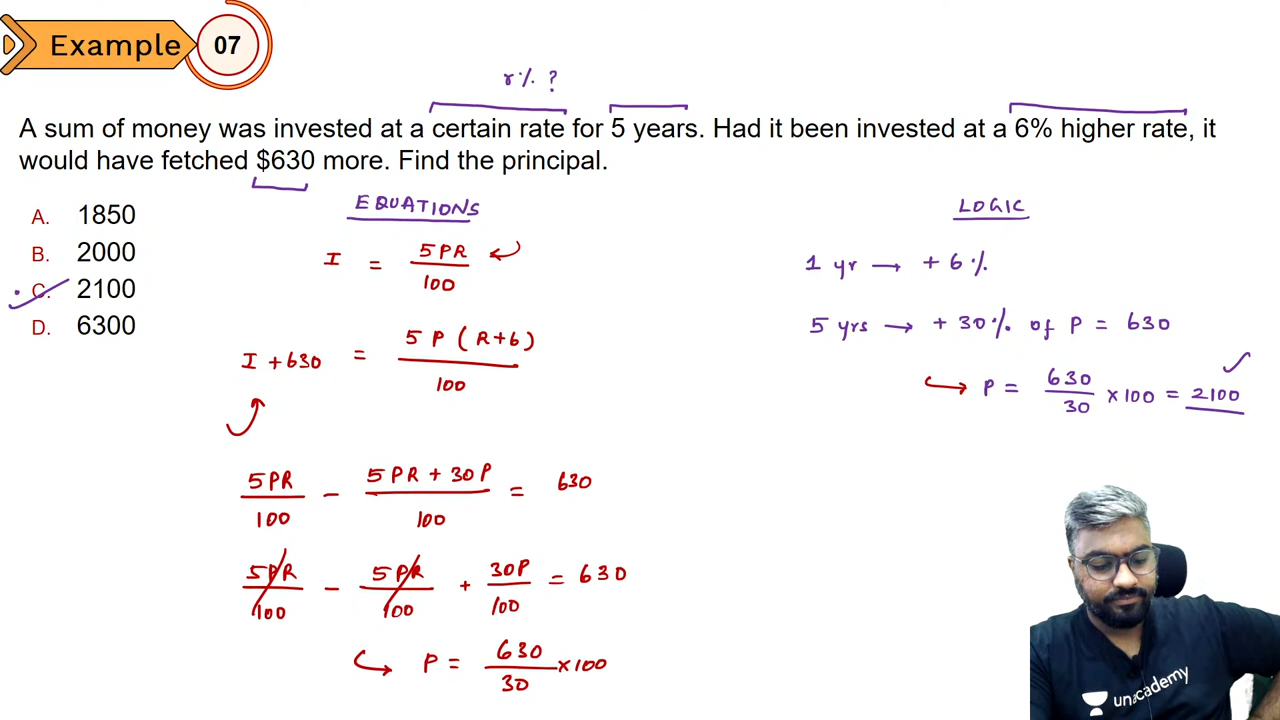 Example 07
r% ?
A sum of money was invested at a certain rate for 5 years. Had it been invested at a 6% higher rate, it
would have fetched $630 more. Find the principal.
A. 1850
B. 2000
C. 2100
D. 6300
EQUATIONS
I = 5PR/100
I + 630 = 5P(R+6)/100
5PR/100 - 5PR + 30P/100 = 630
5PR/100 - 5PR/100 + 30P/100 = 630
P = 630/30 × 100
LOGIC
1 yr → + 6%
5 yrs → + 30% of P = 630
P = 630/30 × 100 = 2100
unacademy